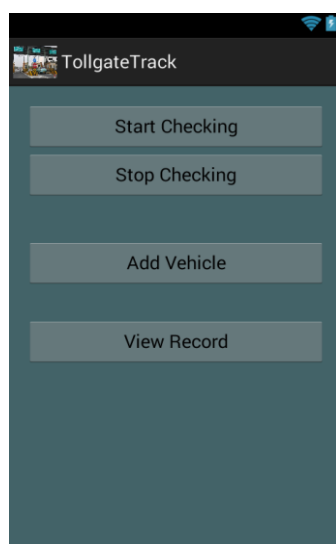 TollgateTrack
Start Checking
Stop Checking
Add Vehicle
View Record